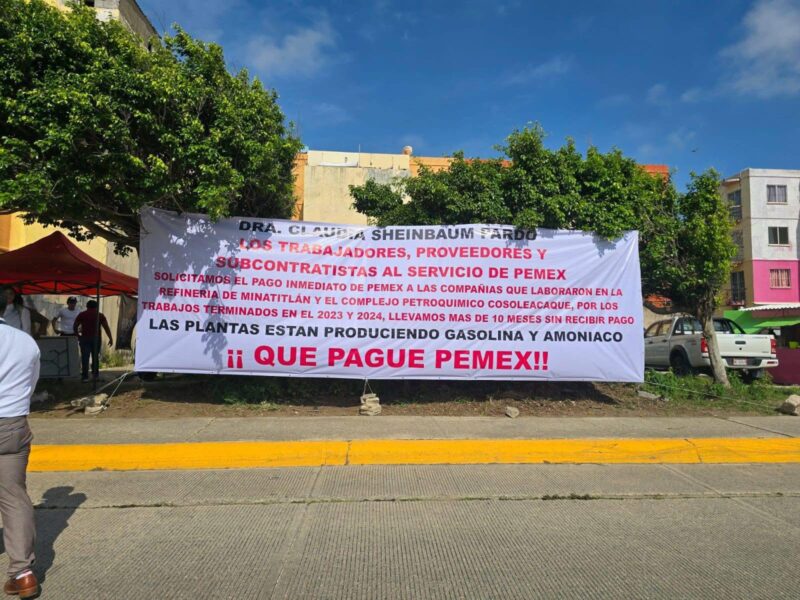 DRA. CLAUDIA SHEINBAUM PARDO
LOS TRABAJADORES, PROVEEDORES Y
SUBCONTRATISTAS AL SERVICIO DE PEMEX
SOLICITAMOS EL PAGO INMEDIATO DE PEMEX A LAS COMPAÑIAS QUE LABORARON EN LA
REFINERIA DE MINATITLÁN Y EL COMPLEJO PETROQUIMICO COSOLEACAQUE, POR LOS
TRABAJOS TERMINADOS EN EL 2023 Y 2024, LLEVAMOS MAS DE 10 MESES SIN RECIBIR PAGO
LAS PLANTAS ESTAN PRODUCIENDO GASOLINA Y AMONIACO
¡¡ QUE PAGUE PEMEX!!